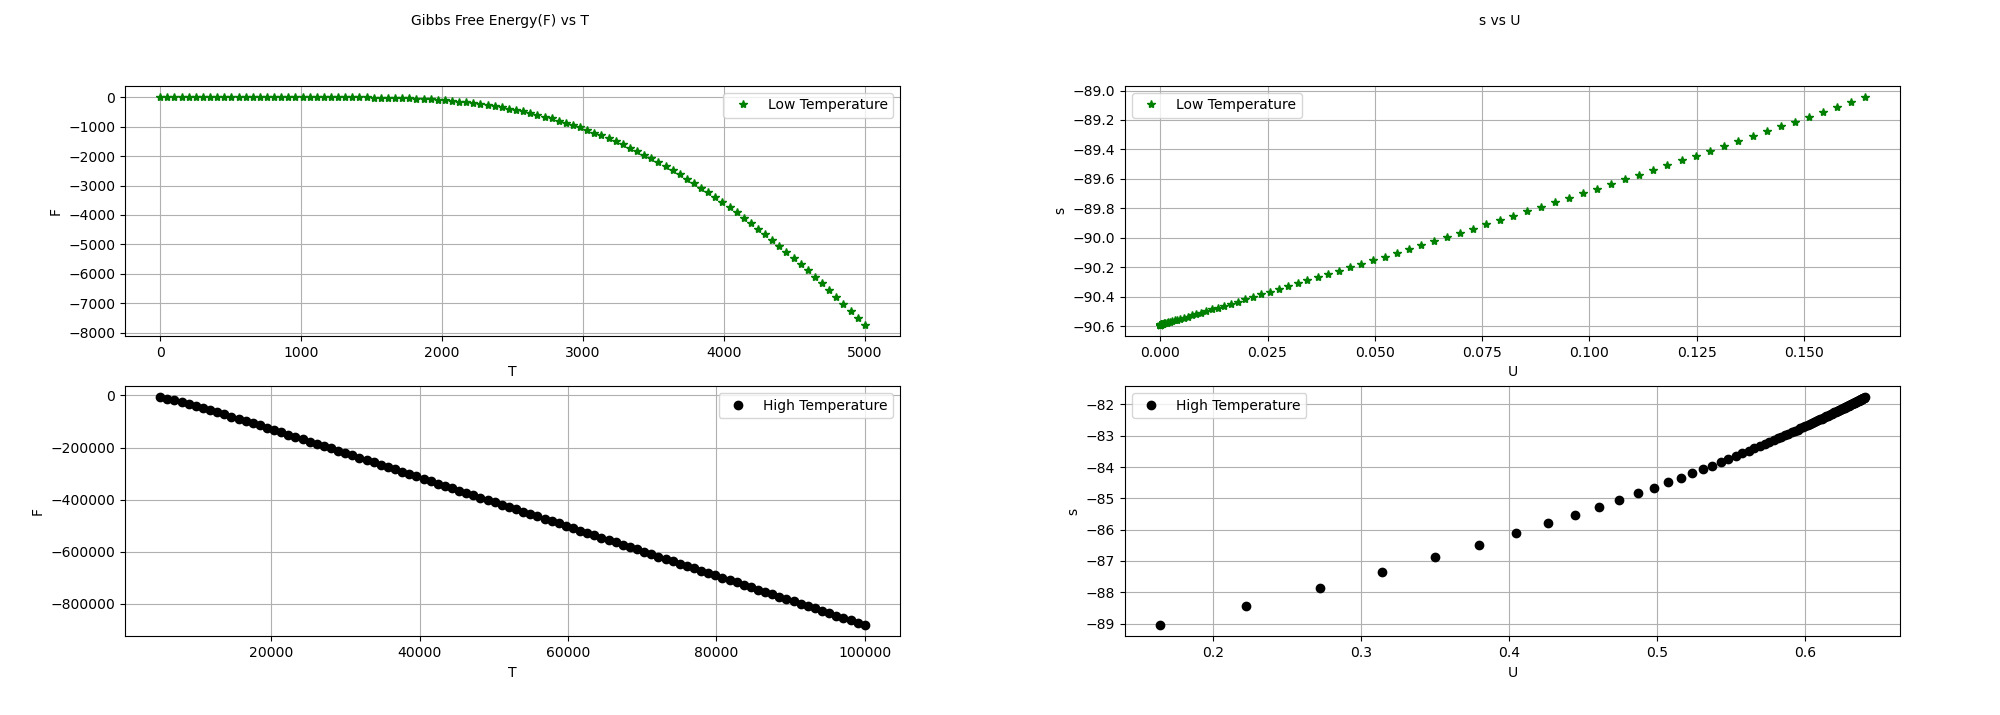 Gibbs Free Energy(F) vs T
s vs U
0
−1000
−2000
−3000
−4000
−5000
−6000
−7000
−8000
F
Low Temperature
0 1000 2000 3000 4000 5000
T
−89.0
−89.2
−89.4
−89.6
−89.8
−90.0
−90.2
−90.4
−90.6
s
Low Temperature
0.000 0.025 0.050 0.075 0.100 0.125 0.150
U
0
−200000
−400000
−600000
−800000
F
High Temperature
20000 40000 60000 80000 100000
T
−82
−83
−84
−85
−86
−87
−88
−89
s
High Temperature
0.2 0.3 0.4 0.5 0.6
U